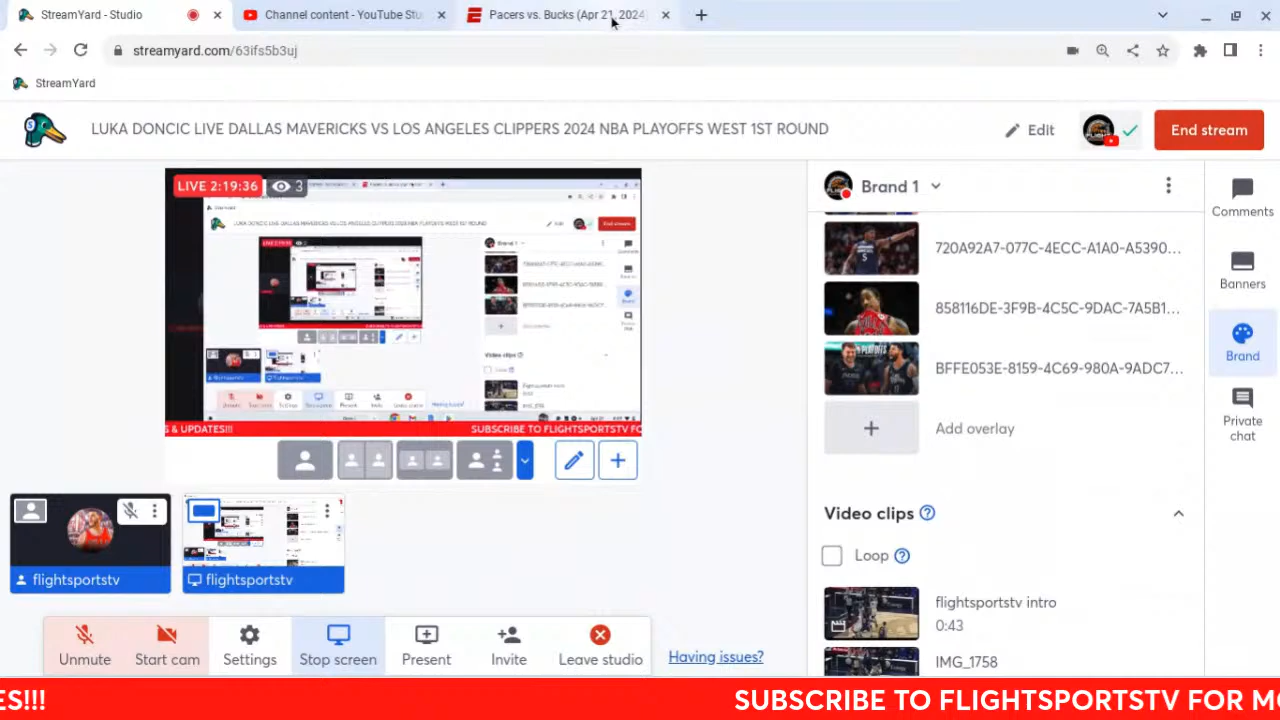 StreamYard - Studio
Channel content - YouTube Stu
Pacers vs. Bucks (Apr 21, 2024)
streamyard.com/63ifs5b3uj
StreamYard
LUKA DONCIC LIVE DALLAS MAVERICKS VS LOS ANGELES CLIPPERS 2024 NBA PLAYOFFS WEST 1ST ROUND
Edit
End stream
LIVE 2:19:36 3
Brand 1
720A92A7-077C-4ECC-A1A0-A5390...
858116DE-3F9B-4C5C-9DAC-7A5B1...
BFFE053E-8159-4C69-980A-9ADC7...
Add overlay
Video clips
Loop
flightsportstv intro
0:43
IMG_1758
Comments
Banners
Brand
Private chat
S & UPDATES!!!
SUBSCRIBE TO FLIGHTSPORTSTV FO
flightsportstv
flightsportstv
Unmute
Start cam
Settings
Stop screen
Present
Invite
Leave studio
Having issues?
ES!!!
SUBSCRIBE TO FLIGHTSPORTSTV FOR MO